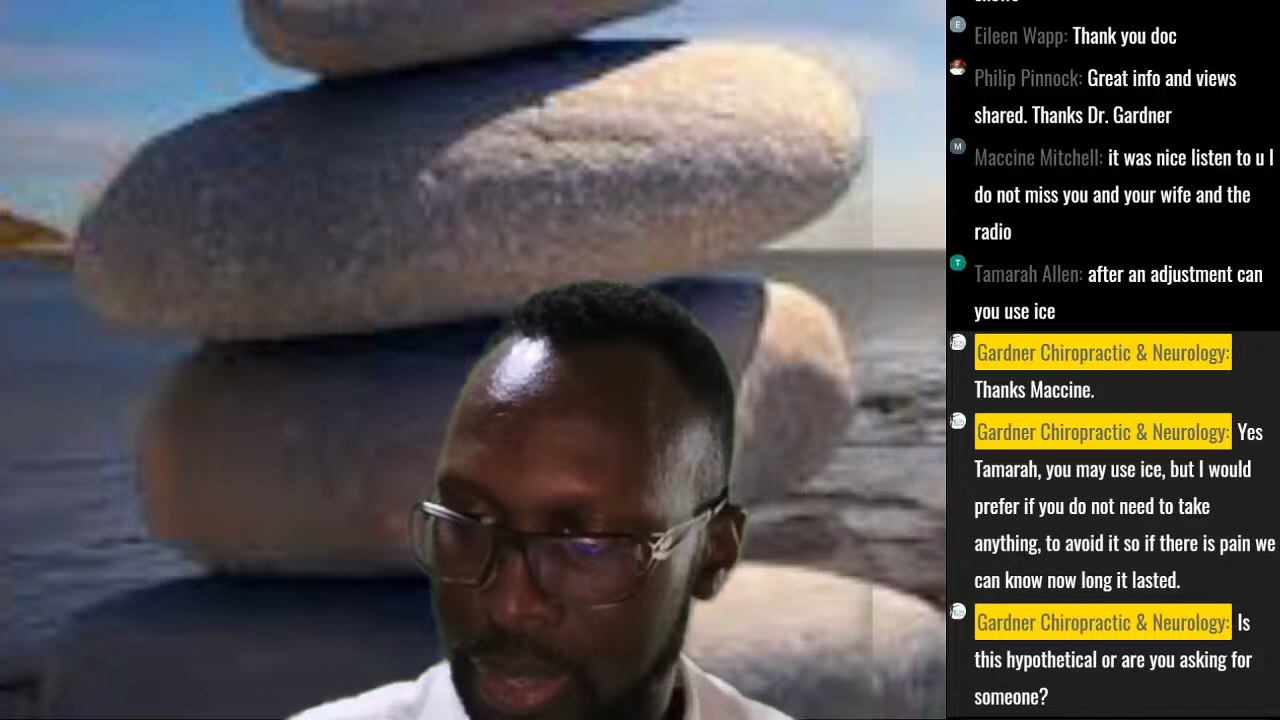 Eileen Wapp: Thank you doc
Philip Pinnock: Great info and views
shared. Thanks Dr. Gardner
M
Maccine Mitchell: it was nice listen to u I
do not miss you and your wife and the
radio
T
Tamarah Allen: after an adjustment can
you use ice
Gardner Chiropractic & Neurology:
Thanks Maccine.
Gardner Chiropractic & Neurology: Yes
Tamarah, you may use ice, but I would
prefer if you do not need to take
anything, to avoid it so if there is pain we
can know now long it lasted.
Gardner Chiropractic & Neurology: Is
this hypothetical or are you asking for
someone?